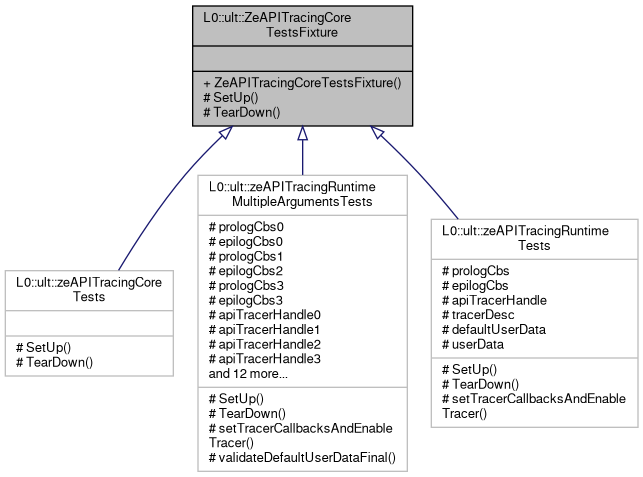 L0::ult::ZeAPITracingCore
TestsFixture
+ ZeAPITracingCoreTestsFixture()
# SetUp()
# TearDown()
L0::ult::zeAPITracingCore
Tests
# SetUp()
# TearDown()
L0::ult::zeAPITracingRuntime
MultipleArgumentsTests
# prologCbs0
# epilogCbs0
# prologCbs1
# epilogCbs2
# prologCbs3
# epilogCbs3
# apiTracerHandle0
# apiTracerHandle1
# apiTracerHandle2
# apiTracerHandle3
and 12 more...
# SetUp()
# TearDown()
# setTracerCallbacksAndEnable
Tracer()
# validateDefaultUserDataFinal()
L0::ult::zeAPITracingRuntime
Tests
# prologCbs
# epilogCbs
# apiTracerHandle
# tracerDesc
# defaultUserData
# userData
# SetUp()
# TearDown()
# setTracerCallbacksAndEnable
Tracer()